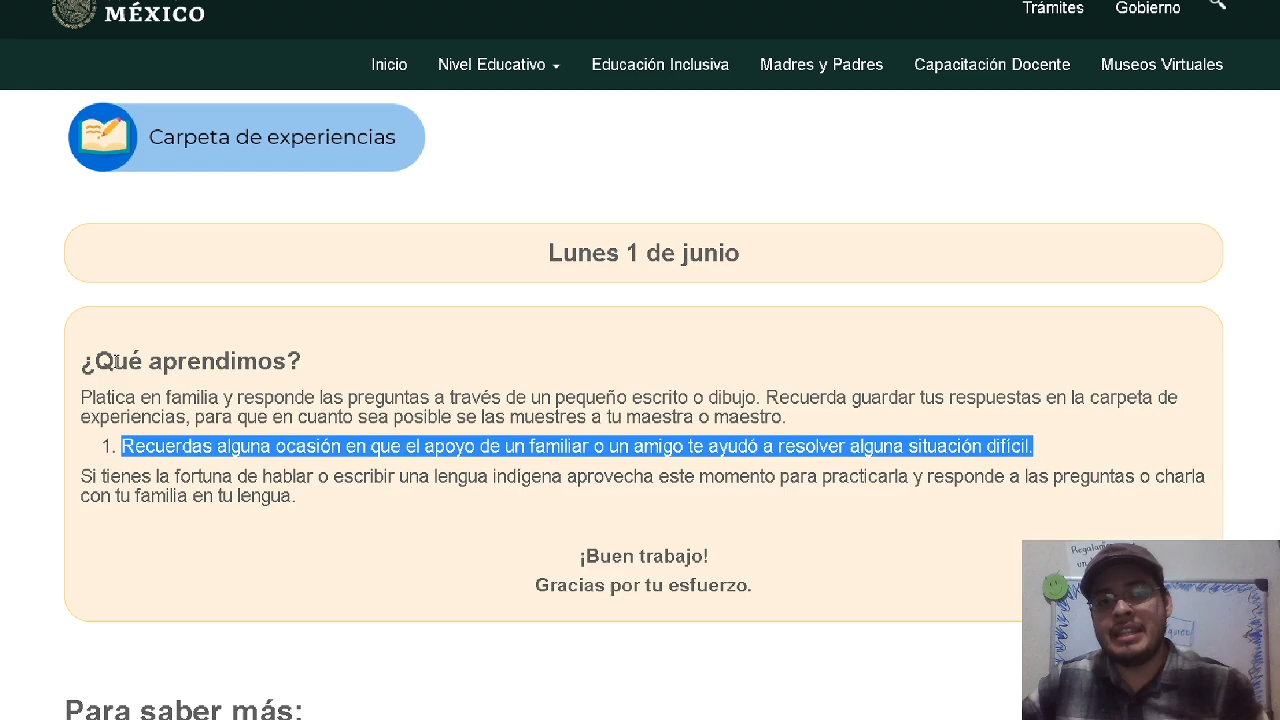 MÉXICO
Trámites Gobierno
Inicio Nivel Educativo Educación Inclusiva Madres y Padres Capacitación Docente Museos Virtuales
Carpeta de experiencias
Lunes 1 de junio
¿Qué aprendimos?
Platica en familia y responde las preguntas a través de un pequeño escrito o dibujo. Recuerda guardar tus respuestas en la carpeta de
experiencias, para que en cuanto sea posible se las muestres a tu maestra o maestro.
1. Recuerdas alguna ocasión en que el apoyo de un familiar o un amigo te ayudó a resolver alguna situación difícil.
Si tienes la fortuna de hablar o escribir una lengua indígena aprovecha este momento para practicarla y responde a las preguntas o charla
con tu familia en tu lengua.
¡Buen trabajo!
Gracias por tu esfuerzo.
Para saber más: